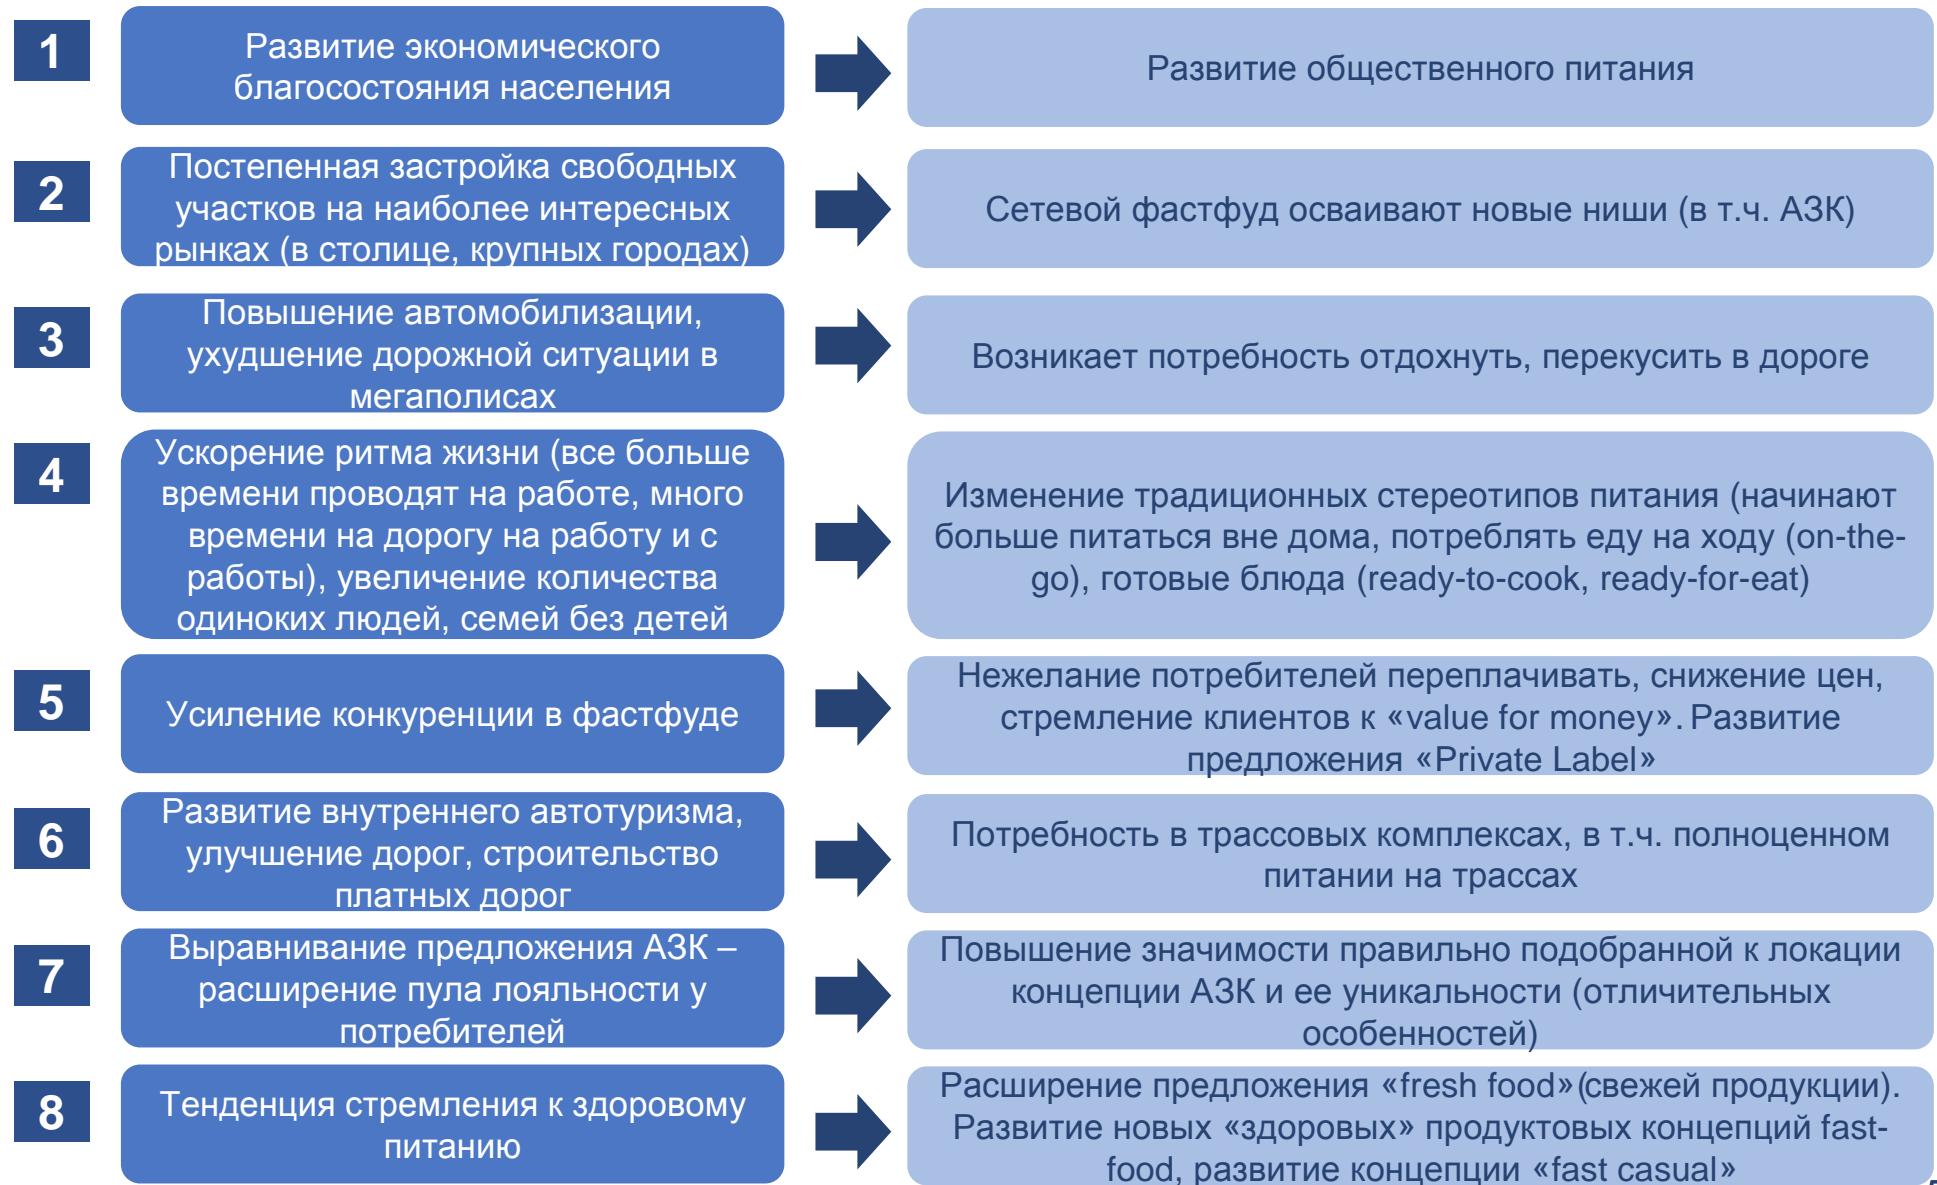 1
Развитие экономического
благосостояния населения
Развитие общественного питания
2
Постепенная застройка свободных
участков на наиболее интересных
рынках (в столице, крупных городах)
Сетевой фастфуд осваивают новые ниши (в т.ч. АЗК)
3
Повышение автомобилизации,
ухудшение дорожной ситуации в
мегаполисах
Возникает потребность отдохнуть, перекусить в дороге
4
Ускорение ритма жизни (все больше
времени проводят на работе, много
времени на дорогу на работу и с
работы), увеличение количества
одиноких людей, семей без детей
Изменение традиционных стереотипов питания (начинают
больше питаться вне дома, потреблять еду на ходу (on-the-
go), готовые блюда (ready-to-cook, ready-for-eat)
5
Усиление конкуренции в фастфуде
Нежелание потребителей переплачивать, снижение цен,
стремление клиентов к «value for money». Развитие
предложения «Private Label»
6
Развитие внутреннего автотуризма,
улучшение дорог, строительство
платных дорог
Потребность в трассовых комплексах, в т.ч. полноценном
питании на трассах
7
Выравнивание предложения АЗК –
расширение пула лояльности у
потребителей
Повышение значимости правильно подобранной к локации
концепции АЗК и ее уникальности (отличительных
особенностей)
8
Тенденция стремления к здоровому
питанию
Расширение предложения «fresh food»(свежей продукции).
Развитие новых «здоровых» продуктовых концепций fast-
food, развитие концепции «fast casual»